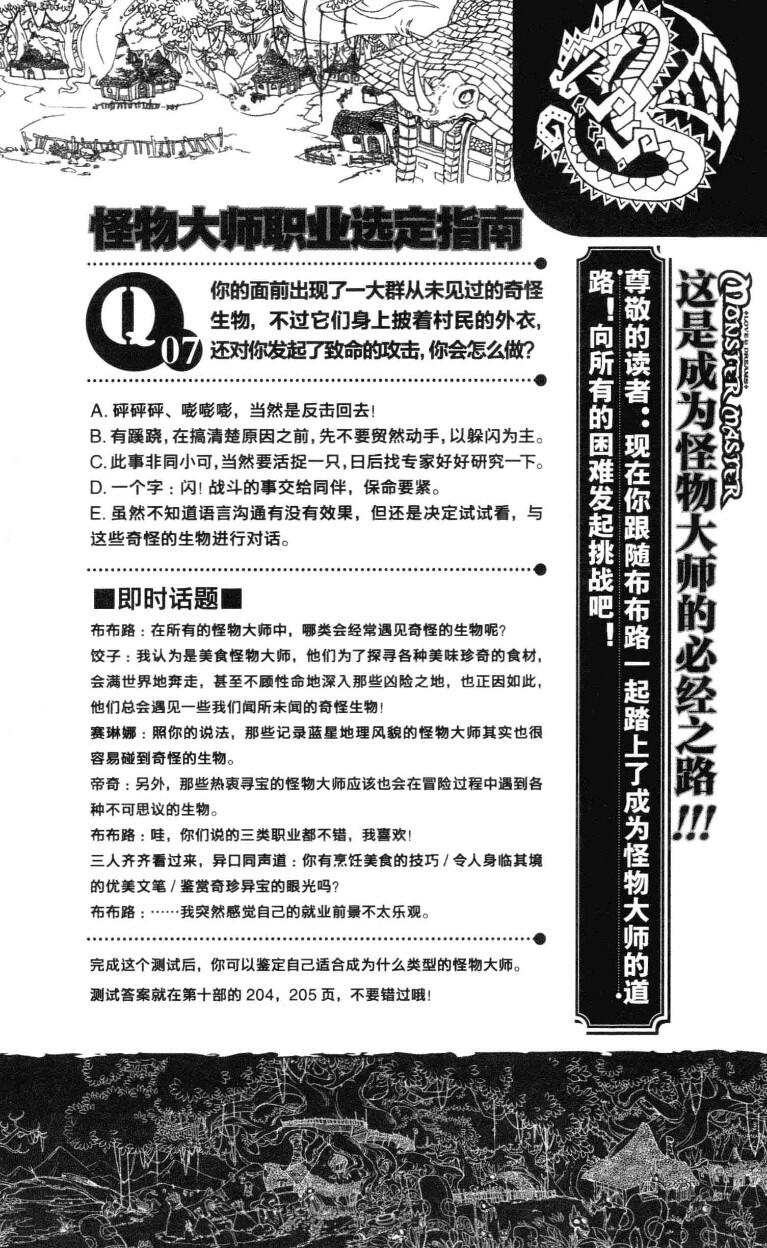 怪物大师职业选定指南
Q
07
你的面前出现了一大群从未见过的奇怪
生物，不过它们身上披着村民的外衣，
还对你发起了致命的攻击，你会怎么做？
A. 砰砰砰、嘭嘭嘭，当然是反击回去！
B. 有蹊跷，在搞清楚原因之前，先不要贸然动手，以躲闪为主。
C. 此事非同小可，当然要活捉一只，日后找专家好好研究一下。
D. 一个字：闪！战斗的事交给同伴，保命要紧。
E. 虽然不知道语言沟通有没有效果，但还是决定试试看，与
这些奇怪的生物进行对话。
■即时话题■
布布路：在所有的怪物大师中，哪类会经常遇见奇怪的生物呢？
饺子：我认为是美食怪物大师，他们为了探寻各种美味珍奇的食材，
会满世界地奔走，甚至不顾性命地深入那些凶险之地，也正因如此，
他们总会遇见一些我们闻所未闻的奇怪生物！
赛琳娜：照你的说法，那些记录蓝星地理风貌的怪物大师其实也很
容易碰到奇怪的生物。
帝奇：另外，那些热衷寻宝的怪物大师应该也会在冒险过程中遇到各
种不可思议的生物。
布布路：哇，你们说的三类职业都不错，我喜欢！
三人齐齐看过来，异口同声道：你有烹饪美食的技巧 / 令人身临其境
的优美文笔 / 鉴赏奇珍异宝的眼光吗？
布布路：……我突然感觉自己的就业前景不太乐观。
完成这个测试后，你可以鉴定自己适合成为什么类型的怪物大师。
测试答案就在第十部的 204，205 页，不要错过哦！
MONSTER MASTER
+LOVE & DREAMS+
这是成为怪物大师的必经之路!!!
尊敬的读者：现在你跟随布布路一起踏上了成为怪物大师的道
路！向所有的困难发起挑战吧！